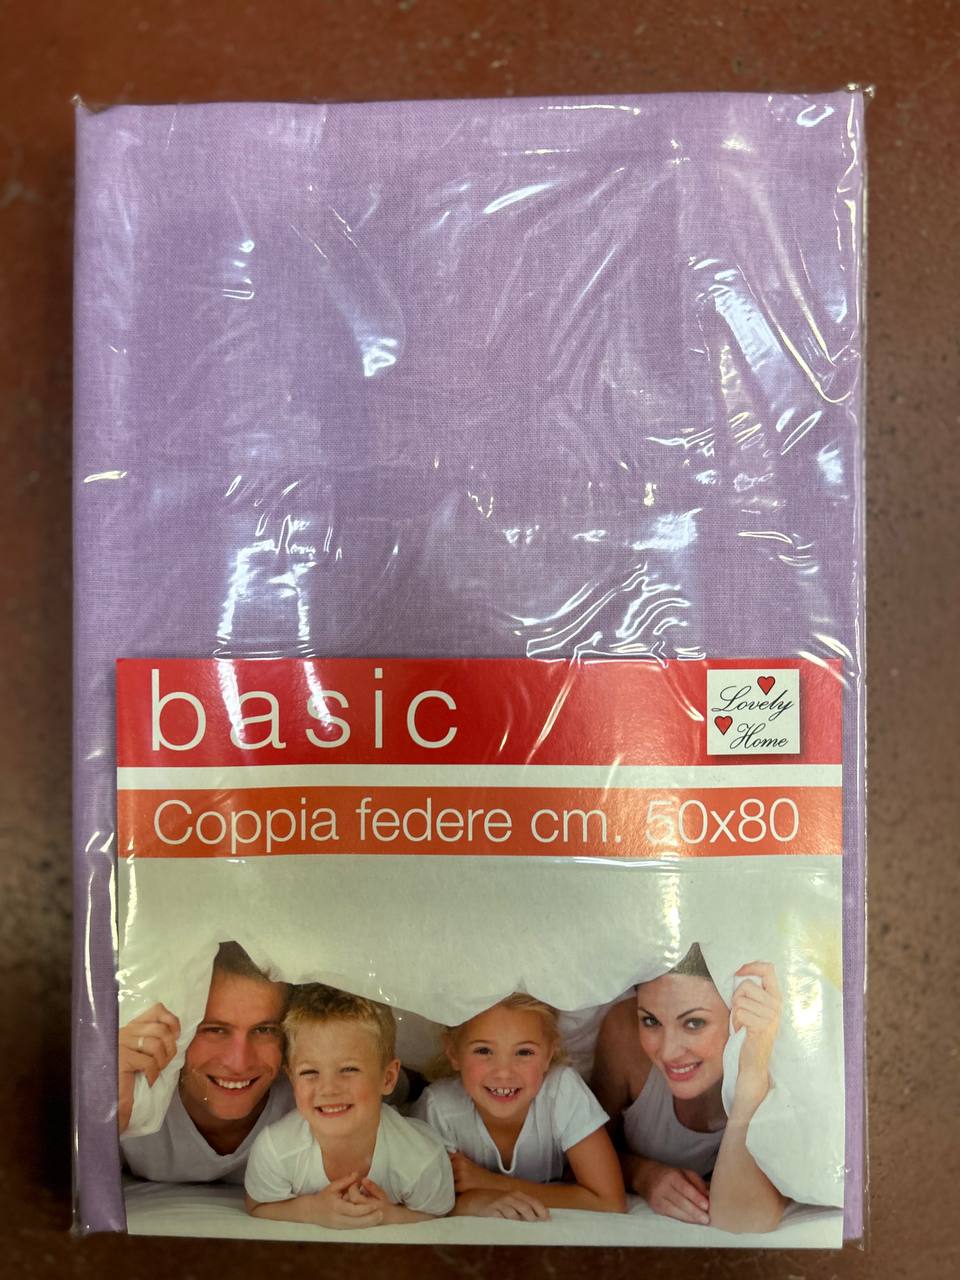 basic
Lovely
Home
Coppia federe cm. 50x80